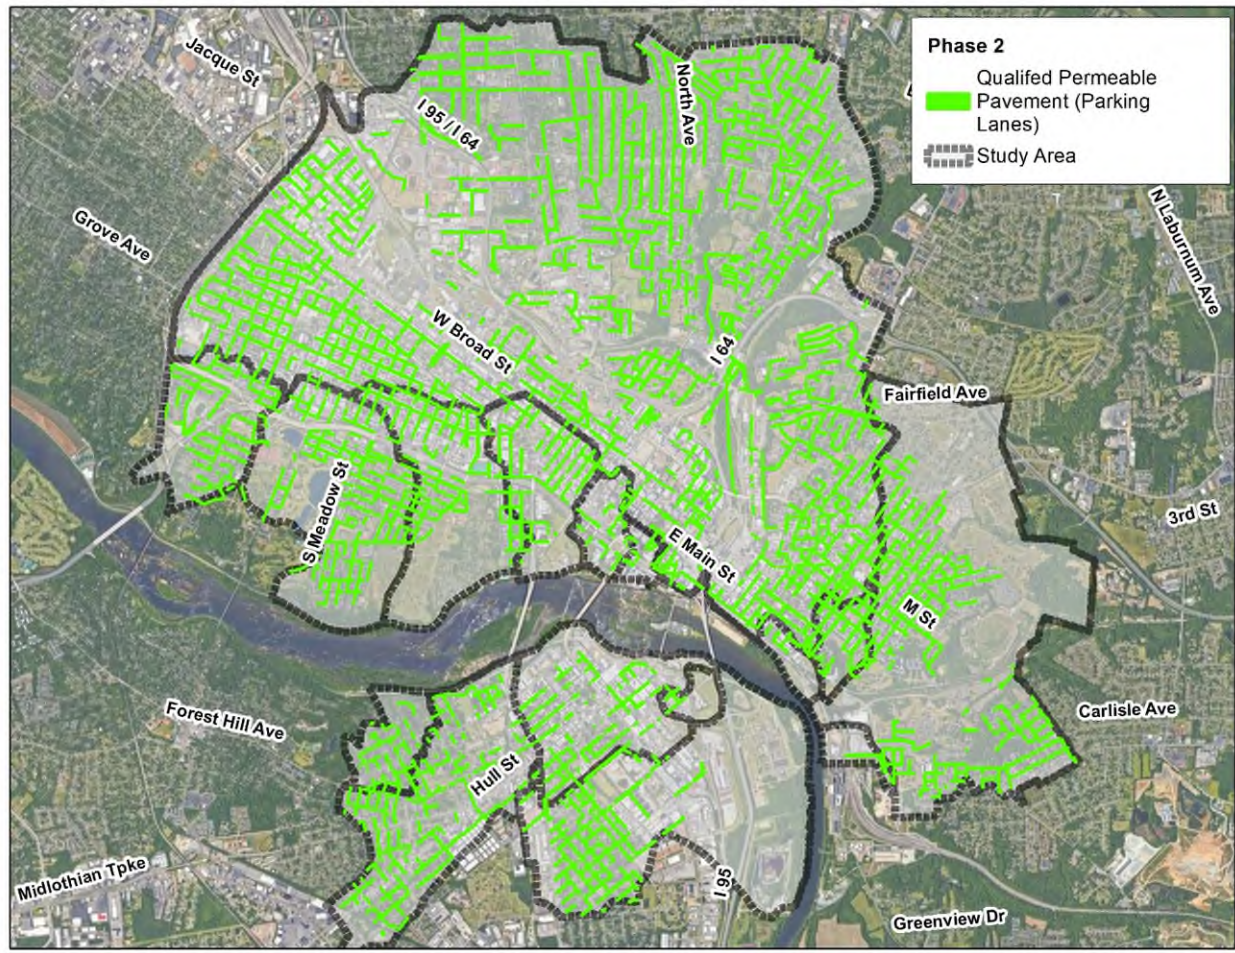 Phase 2
Qualifed Permeable
Pavement (Parking
Lanes)
Study Area
Jacque St
North Ave
I 95 / I 64
N Laburnum Ave
Grove Ave
W Broad St
I 64
Fairfield Ave
S Meadow St
3rd St
E Main St
M St
Forest Hill Ave
Carlisle Ave
Hull St
Midlothian Tpke
I 95
Greenview Dr